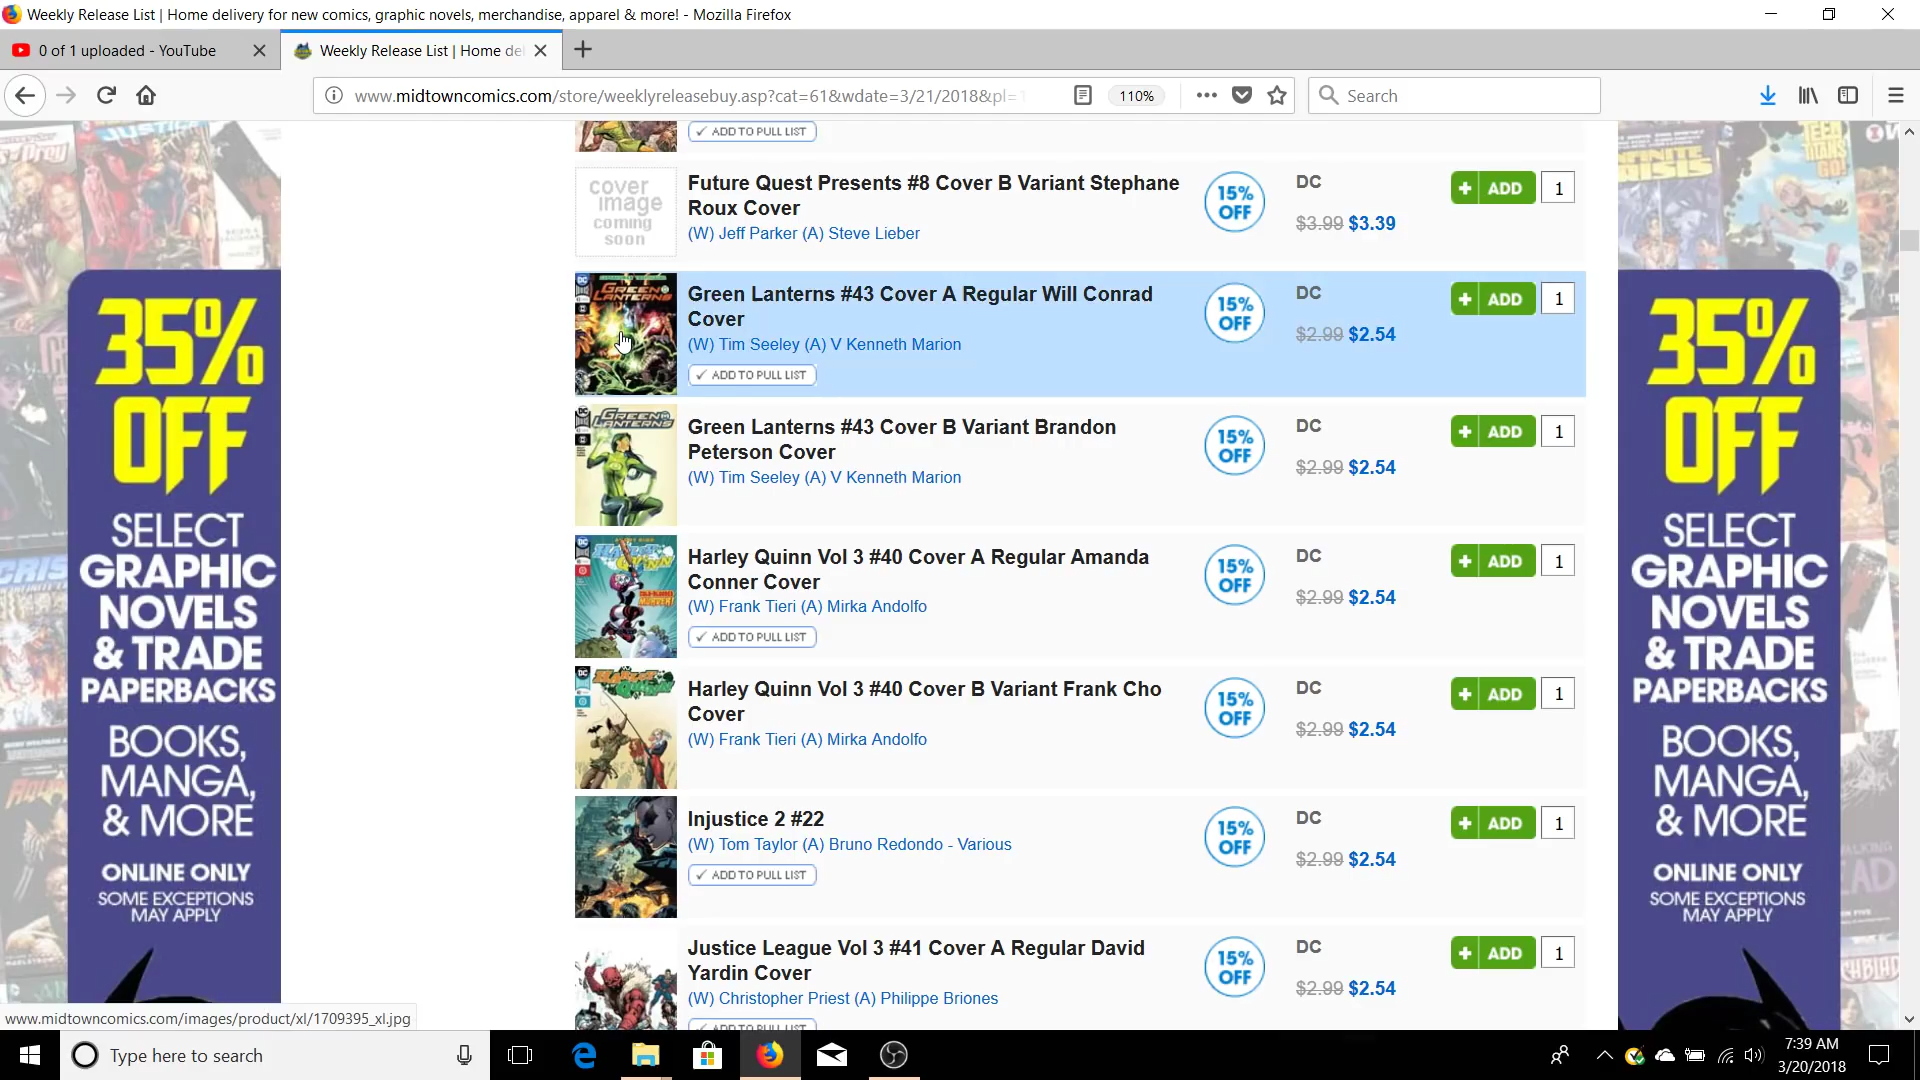 Weekly Release List | Home delivery for new comics, graphic novels, merchandise, apparel & more! - Mozilla Firefox
0 of 1 uploaded - YouTube
Weekly Release List | Home de
www.midtowncomics.com/store/weeklyreleasebuy.asp?cat=61&wdate=3/21/2018&pl=1
110%
Search
✓ ADD TO PULL LIST
cover
image
coming
soon
Future Quest Presents #8 Cover B Variant Stephane
Roux Cover
(W) Jeff Parker (A) Steve Lieber
15%
OFF
DC
$3.99 $3.39
+ ADD
1
GREEN LANTERNS
Green Lanterns #43 Cover A Regular Will Conrad
Cover
(W) Tim Seeley (A) V Kenneth Marion
✓ ADD TO PULL LIST
15%
OFF
DC
$2.99 $2.54
+ ADD
1
GREEN LANTERNS
Green Lanterns #43 Cover B Variant Brandon
Peterson Cover
(W) Tim Seeley (A) V Kenneth Marion
15%
OFF
DC
$2.99 $2.54
+ ADD
1
Harley Quinn Vol 3 #40 Cover A Regular Amanda
Conner Cover
(W) Frank Tieri (A) Mirka Andolfo
✓ ADD TO PULL LIST
15%
OFF
DC
$2.99 $2.54
+ ADD
1
Harley Quinn Vol 3 #40 Cover B Variant Frank Cho
Cover
(W) Frank Tieri (A) Mirka Andolfo
15%
OFF
DC
$2.99 $2.54
+ ADD
1
Injustice 2 #22
(W) Tom Taylor (A) Bruno Redondo - Various
✓ ADD TO PULL LIST
15%
OFF
DC
$2.99 $2.54
+ ADD
1
Justice League Vol 3 #41 Cover A Regular David
Yardin Cover
(W) Christopher Priest (A) Philippe Briones
✓ ADD TO PULL LIST
15%
OFF
DC
$2.99 $2.54
+ ADD
1
35%
OFF
SELECT
GRAPHIC
NOVELS
& TRADE
PAPERBACKS
BOOKS,
MANGA,
& MORE
ONLINE ONLY
SOME EXCEPTIONS
MAY APPLY
35%
OFF
SELECT
GRAPHIC
NOVELS
& TRADE
PAPERBACKS
BOOKS,
MANGA,
& MORE
ONLINE ONLY
SOME EXCEPTIONS
MAY APPLY
www.midtowncomics.com/images/product/xl/1709395_xl.jpg
Type here to search
7:39 AM
3/20/2018